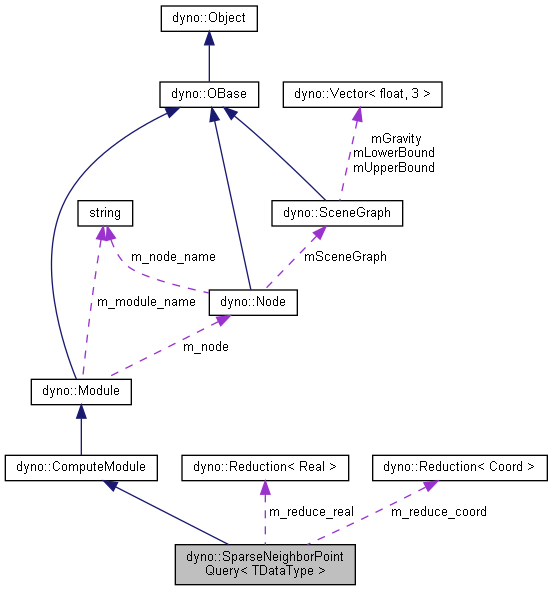 dyno::Object
dyno::OBase
dyno::Vector< float, 3 >
mGravity
mLowerBound
mUpperBound
string
dyno::SceneGraph
m_node_name
mSceneGraph
m_module_name
dyno::Node
m_node
dyno::Module
dyno::ComputeModule
dyno::Reduction< Real >
dyno::Reduction< Coord >
m_reduce_real
m_reduce_coord
dyno::SparseNeighborPoint
Query< TDataType >